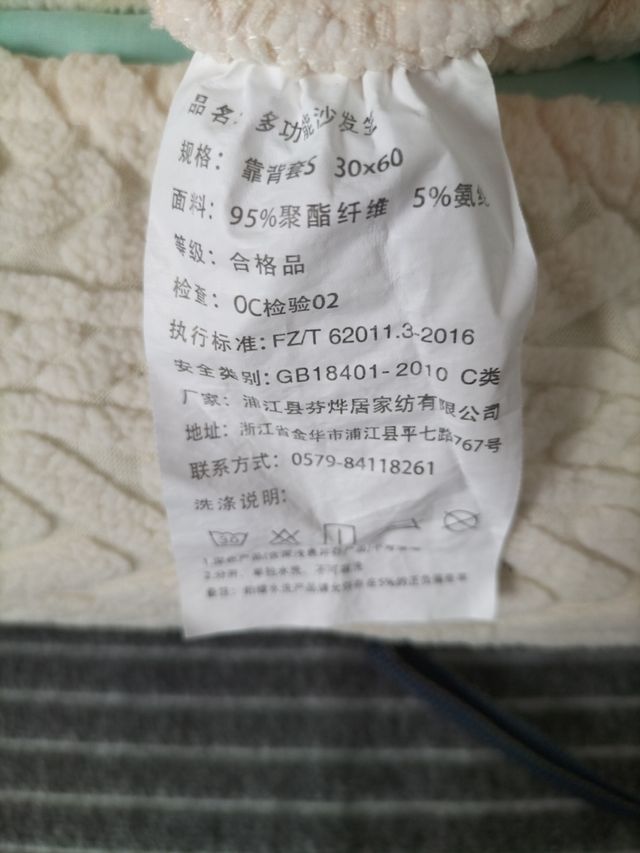 品名: 多功能沙发垫
规格: 靠背套S 30x60
面料: 95%聚酯纤维 5%氨纶
等级: 合格品
检查: OC检验02
执行标准: FZ/T 62011.3-2016
安全类别: GB18401-2010 C类
厂家: 浦江县芬烨居家纺有限公司
地址: 浙江省金华市浦江县平七路767号
联系方式: 0579-84118261
洗涤说明:
30